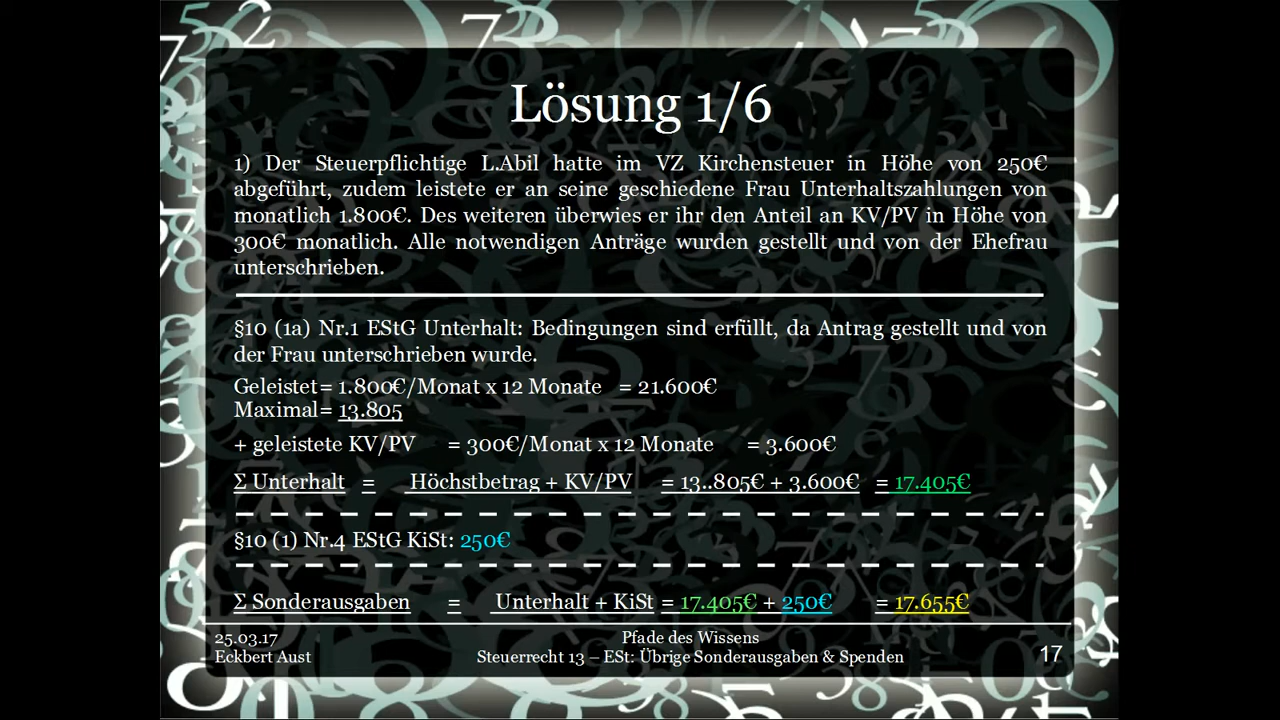 Lösung 1/6
1) Der Steuerpflichtige L.Abil hatte im VZ Kirchensteuer in Höhe von 250€
abgeführt, zudem leistete er an seine geschiedene Frau Unterhaltszahlungen von
monatlich 1.800€. Des weiteren überwies er ihr den Anteil an KV/PV in Höhe von
300€ monatlich. Alle notwendigen Anträge wurden gestellt und von der Ehefrau
unterschrieben.
§10 (1a) Nr.1 EStG Unterhalt: Bedingungen sind erfüllt, da Antrag gestellt und von
der Frau unterschrieben wurde.
Geleistet= 1.800€/Monat x 12 Monate = 21.600€
Maximal= 13.805
+ geleistete KV/PV = 300€/Monat x 12 Monate = 3.600€
Σ Unterhalt = Höchstbetrag + KV/PV = 13..805€ + 3.600€ = 17.405€
§10 (1) Nr.4 EStG KiSt: 250€
Σ Sonderausgaben = Unterhalt + KiSt = 17.405€ + 250€ = 17.655€
25.03.17 Pfade des Wissens
Eckbert Aust Steuerrecht 13 – ESt: Übrige Sonderausgaben & Spenden 17